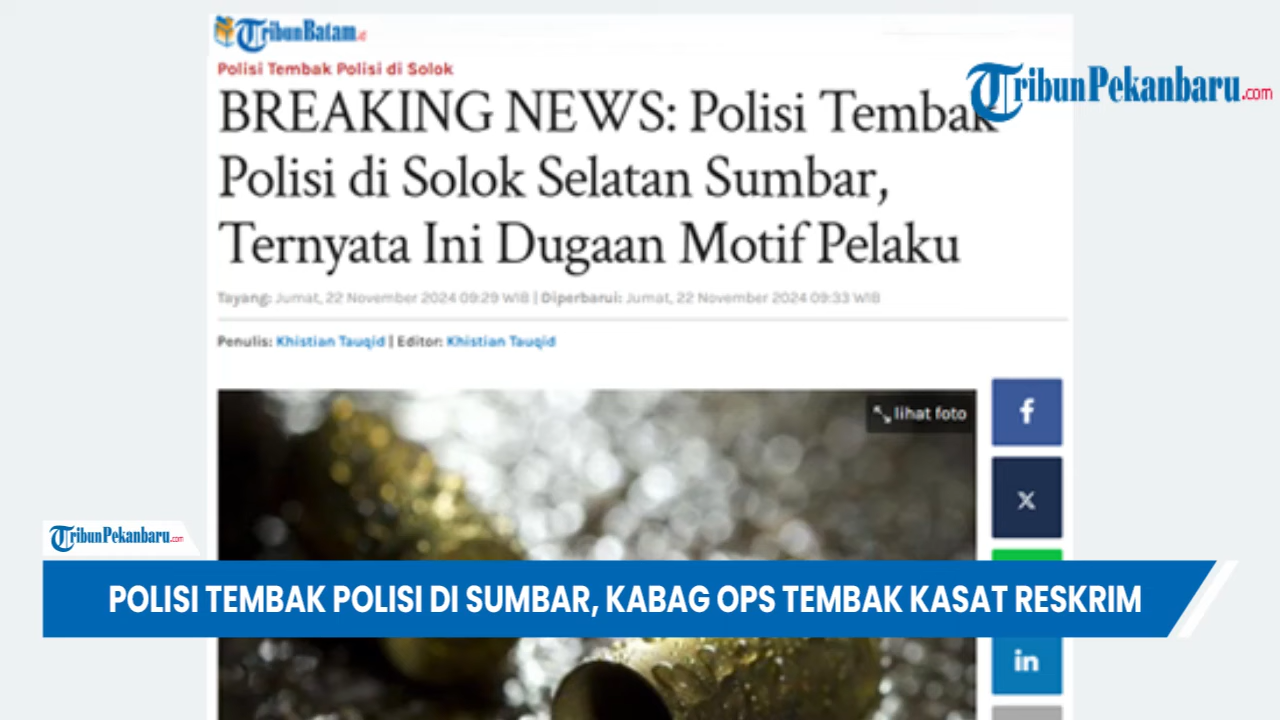 TribunBatam.id
Polisi Tembak Polisi di Solok
BREAKING NEWS: Polisi Tembak
TribunPekanbaru.com
Polisi di Solok Selatan Sumbar,
Ternyata Ini Dugaan Motif Pelaku
Tayang: Jumat, 22 November 2024 09:29 WIB | Diperbarui: Jumat, 22 November 2024 09:33 WIB
Penulis: Khistian Tauqid | Editor: Khistian Tauqid
lihat foto
f
X
TribunPekanbaru.com
POLISI TEMBAK POLISI DI SUMBAR, KABAG OPS TEMBAK KASAT RESKRIM
in